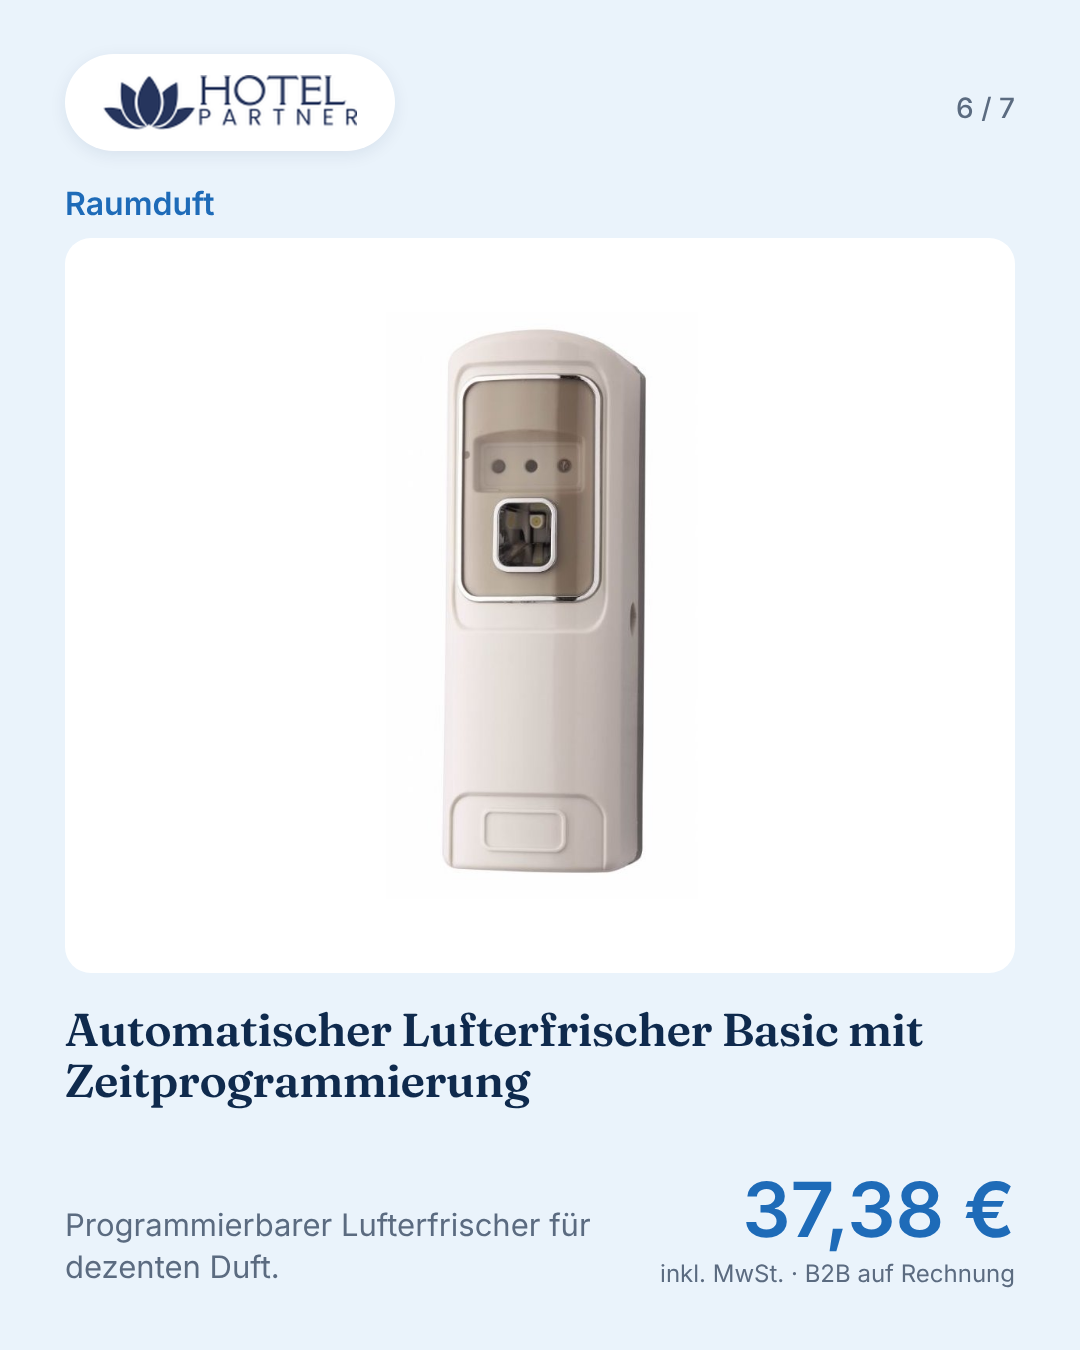 HOTEL
PARTNER
6 / 7
Raumduft
Automatischer Lufterfrischer Basic mit
Zeitprogrammierung
Programmierbarer Lufterfrischer für
dezenten Duft.
37,38 €
inkl. MwSt. · B2B auf Rechnung